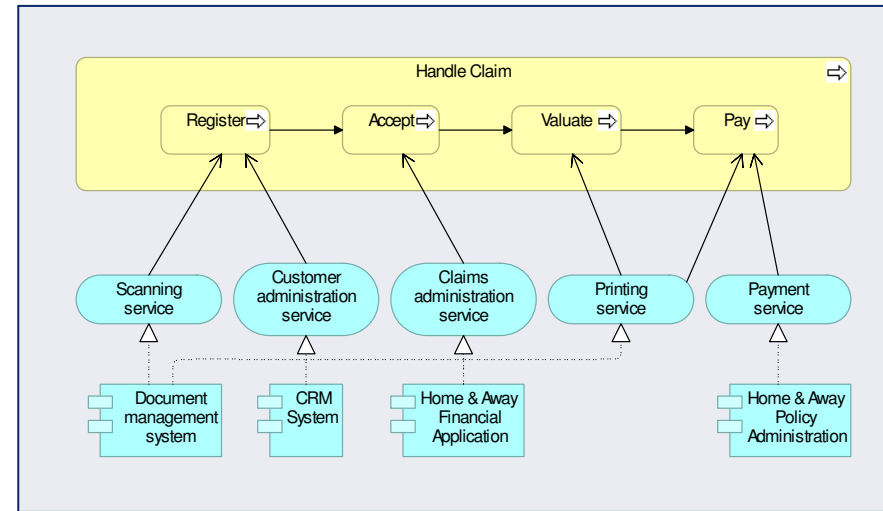 Handle Claim
Register
Accept
Valuate
Pay
Scanning
service
Customer
administration
service
Claims
administration
service
Printing
service
Payment
service
Document
management
system
CRM
System
Home & Away
Financial
Application
Home & Away
Policy
Administration